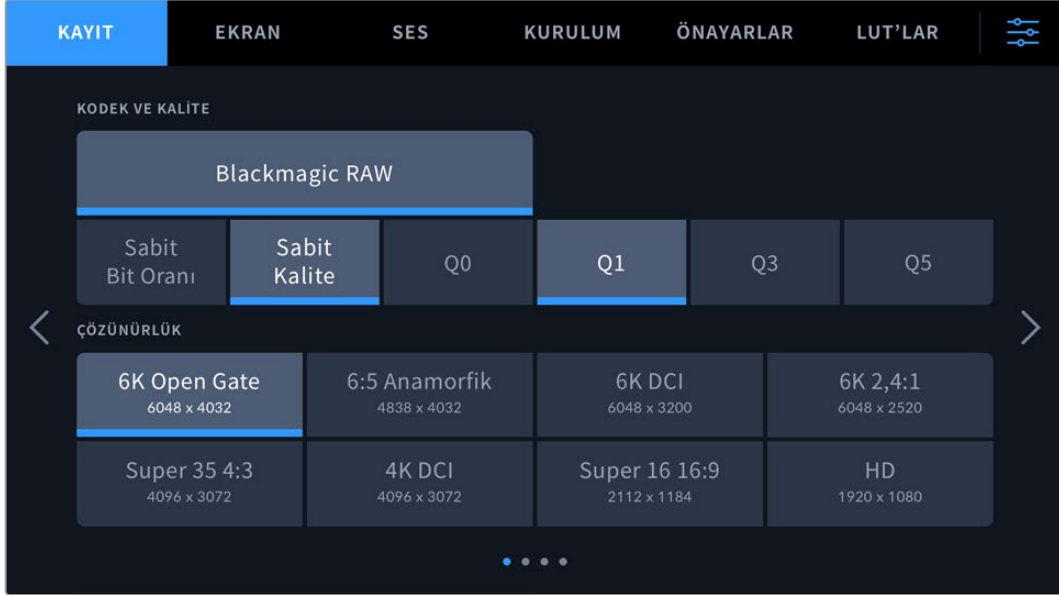 KAYIT EKRAN SES KURULUM ÖNAYARLAR LUT’LAR
KODEK VE KALİTE
Blackmagic RAW
Sabit Bit Oranı
Sabit Kalite
Q0
Q1
Q3
Q5
ÇÖZÜNÜRLÜK
6K Open Gate
6048 x 4032
6:5 Anamorfik
4838 x 4032
6K DCI
6048 x 3200
6K 2,4:1
6048 x 2520
Super 35 4:3
4096 x 3072
4K DCI
4096 x 3072
Super 16 16:9
2112 x 1184
HD
1920 x 1080